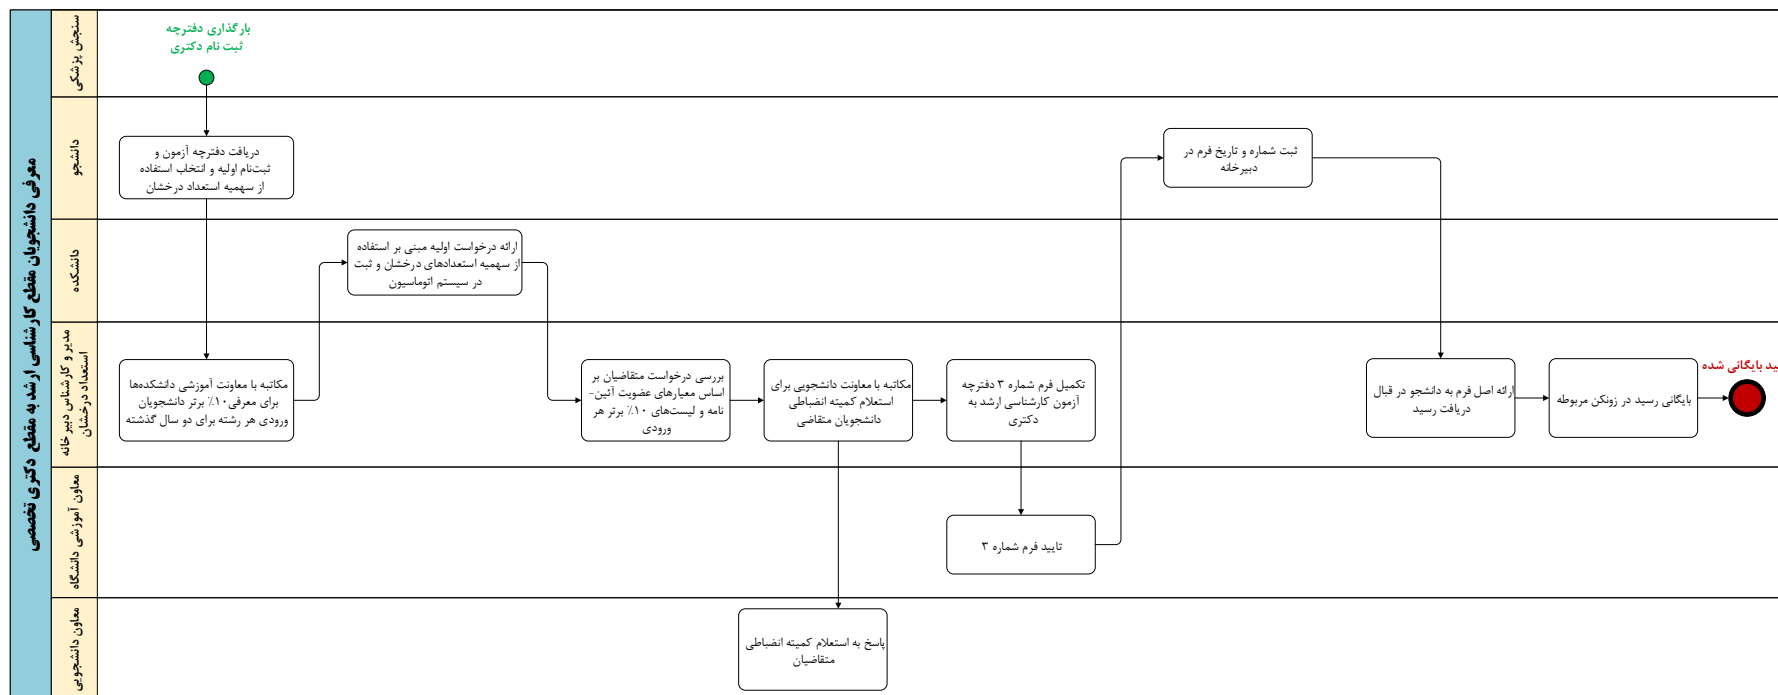 معرفی دانشجویان مقطع کارشناسی ارشد به مقطع دکتری تخصصی
سنجش پزشکی
بارگذاری دفترچه
ثبت نام دکتری
دانشجو
دریافت دفترچه آزمون و
ثبت‌نام اولیه و انتخاب استفاده
از سهمیه استعداد درخشان
ثبت شماره و تاریخ فرم در
دبیرخانه
دانشکده
ارائه درخواست اولیه مبنی بر استفاده
از سهمیه استعدادهای درخشان و ثبت
در سیستم اتوماسیون
مدیر و کارشناس دبیرخانه
استعداد درخشان
مکاتبه با معاونت آموزشی دانشکده‌ها
برای معرفی۱۰٪ برتر دانشجویان
ورودی هر رشته برای دو سال گذشته
بررسی درخواست متقاضیان بر
اساس معیارهای عضویت آئین-
نامه و لیست‌های ۱۰٪ برتر هر
ورودی
مکاتبه با معاونت دانشجویی برای
استعلام کمیته انضباطی
دانشجویان متقاضی
تکمیل فرم شماره ۳ دفترچه
آزمون کارشناسی ارشد به
دکتری
ارائه اصل فرم به دانشجو در قبال
دریافت رسید
بایگانی رسید در زونکن مربوطه
ید بایگانی شده
معاون آموزشی دانشگاه
تایید فرم شماره ۳
معاون دانشجویی
پاسخ به استعلام کمیته انضباطی
متقاضیان